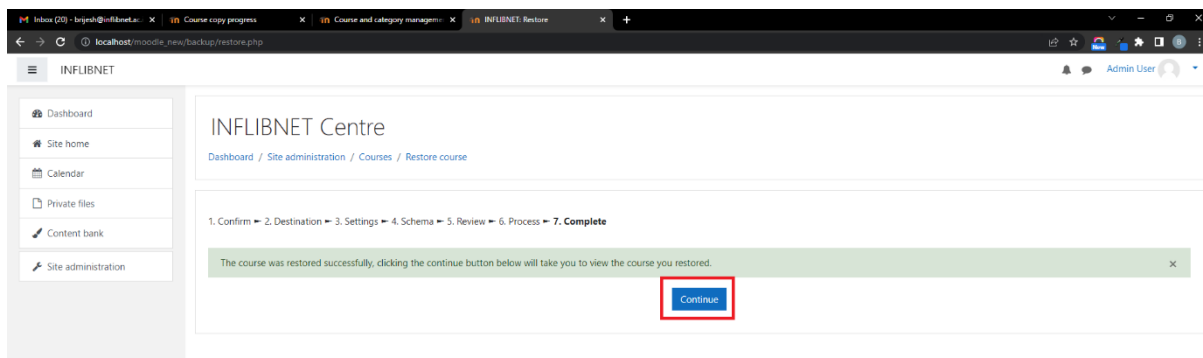 Inbox (20) - brijesh@inflibnet.ac.
Course copy progress
Course and category managemen
INFLIBNET: Restore
localhost/moodle_new/backup/restore.php
New
B
INFLIBNET
Admin User
Dashboard
Site home
Calendar
Private files
Content bank
Site administration
INFLIBNET Centre
Dashboard / Site administration / Courses / Restore course
1. Confirm ► 2. Destination ► 3. Settings ► 4. Schema ► 5. Review ► 6. Process ► 7. Complete
The course was restored successfully, clicking the continue button below will take you to view the course you restored.
Continue